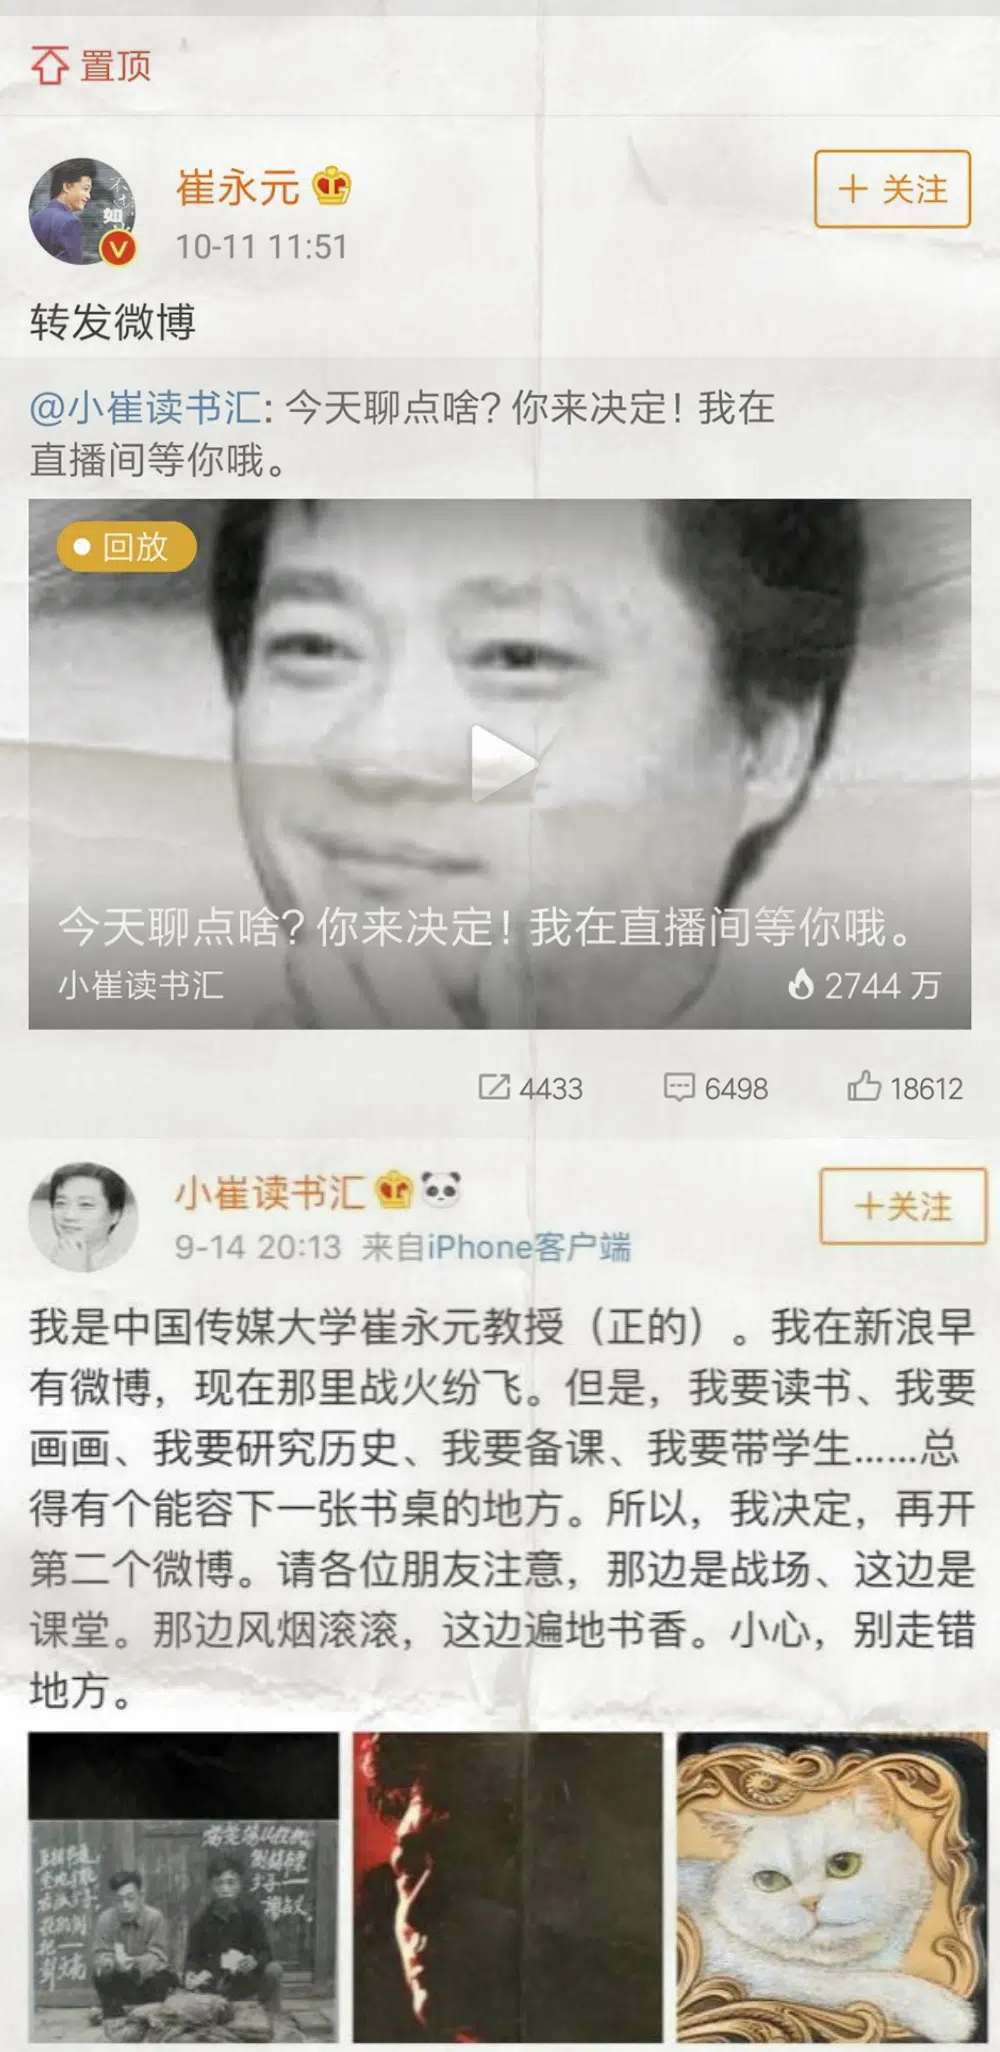 置顶
崔永元
+ 关注
10-11 11:51
转发微博
@小崔读书汇: 今天聊点啥? 你来决定! 我在
直播间等你哦。
回放
今天聊点啥? 你来决定! 我在直播间等你哦。
小崔读书汇
2744 万
4433
6498
18612
小崔读书汇
+关注
9-14 20:13 来自iPhone客户端
我是中国传媒大学崔永元教授（正的）。我在新浪早
有微博，现在那里战火纷飞。但是，我要读书、我要
画画、我要研究历史、我要备课、我要带学生……总
得有个能容下一张书桌的地方。所以，我决定，再开
第二个微博。请各位朋友注意，那边是战场、这边是
课堂。那边风烟滚滚，这边遍地书香。小心，别走错
地方。